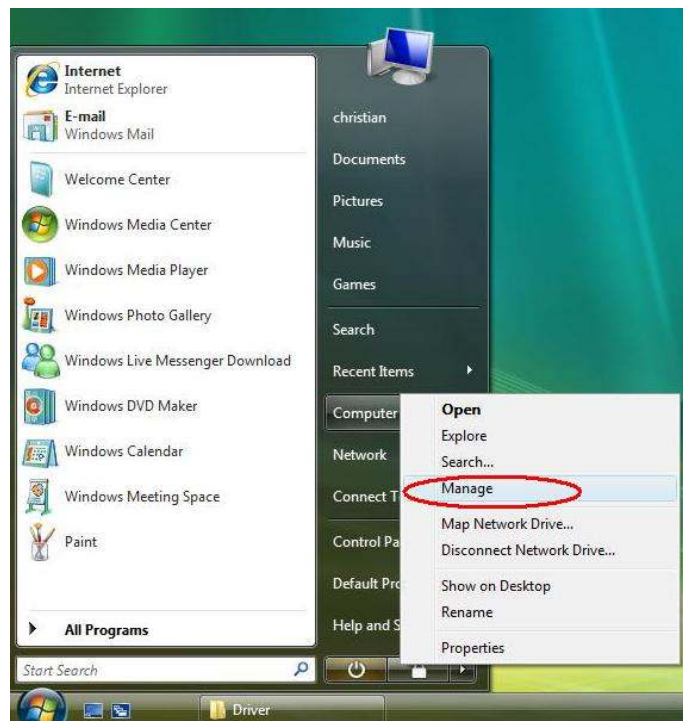 Internet
Internet Explorer
E-mail
Windows Mail
Welcome Center
Windows Media Center
Windows Media Player
Windows Photo Gallery
Windows Live Messenger Download
Windows DVD Maker
Windows Calendar
Windows Meeting Space
Paint
All Programs
Start Search
christian
Documents
Pictures
Music
Games
Search
Recent Items
Computer
Network
Connect T
Control Pa
Default Pro
Help and S
Open
Explore
Search...
Manage
Map Network Drive...
Disconnect Network Drive...
Show on Desktop
Rename
Properties
Driver